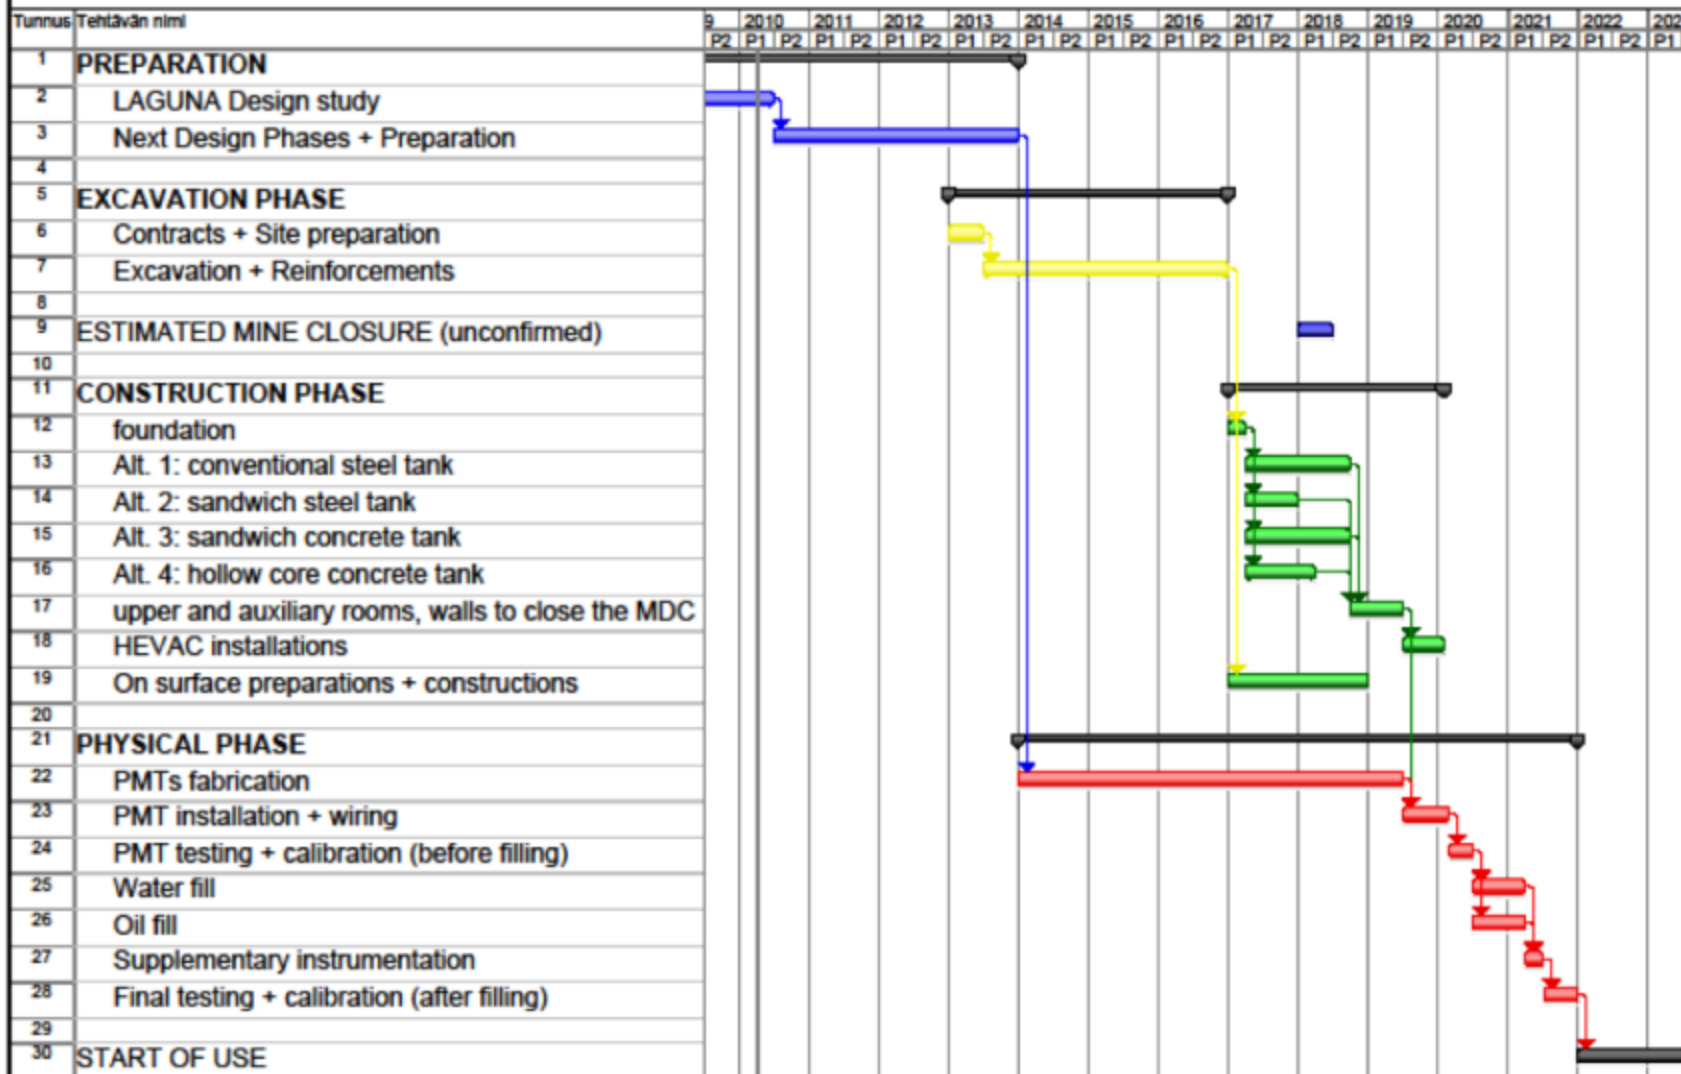 Tunnus Tehtävän nimi 9 2010 2011 2012 2013 2014 2015 2016 2017 2018 2019 2020 2021 2022 202
P2 P1 P2 P1 P2 P1 P2 P1 P2 P1 P2 P1 P2 P1 P2 P1 P2 P1 P2 P1 P2 P1 P2 P1 P2 P1 P2 P1
1 PREPARATION
2 LAGUNA Design study
3 Next Design Phases + Preparation
4
5 EXCAVATION PHASE
6 Contracts + Site preparation
7 Excavation + Reinforcements
8
9 ESTIMATED MINE CLOSURE (unconfirmed)
10
11 CONSTRUCTION PHASE
12 foundation
13 Alt. 1: conventional steel tank
14 Alt. 2: sandwich steel tank
15 Alt. 3: sandwich concrete tank
16 Alt. 4: hollow core concrete tank
17 upper and auxiliary rooms, walls to close the MDC
18 HEVAC installations
19 On surface preparations + constructions
20
21 PHYSICAL PHASE
22 PMTs fabrication
23 PMT installation + wiring
24 PMT testing + calibration (before filling)
25 Water fill
26 Oil fill
27 Supplementary instrumentation
28 Final testing + calibration (after filling)
29
30 START OF USE